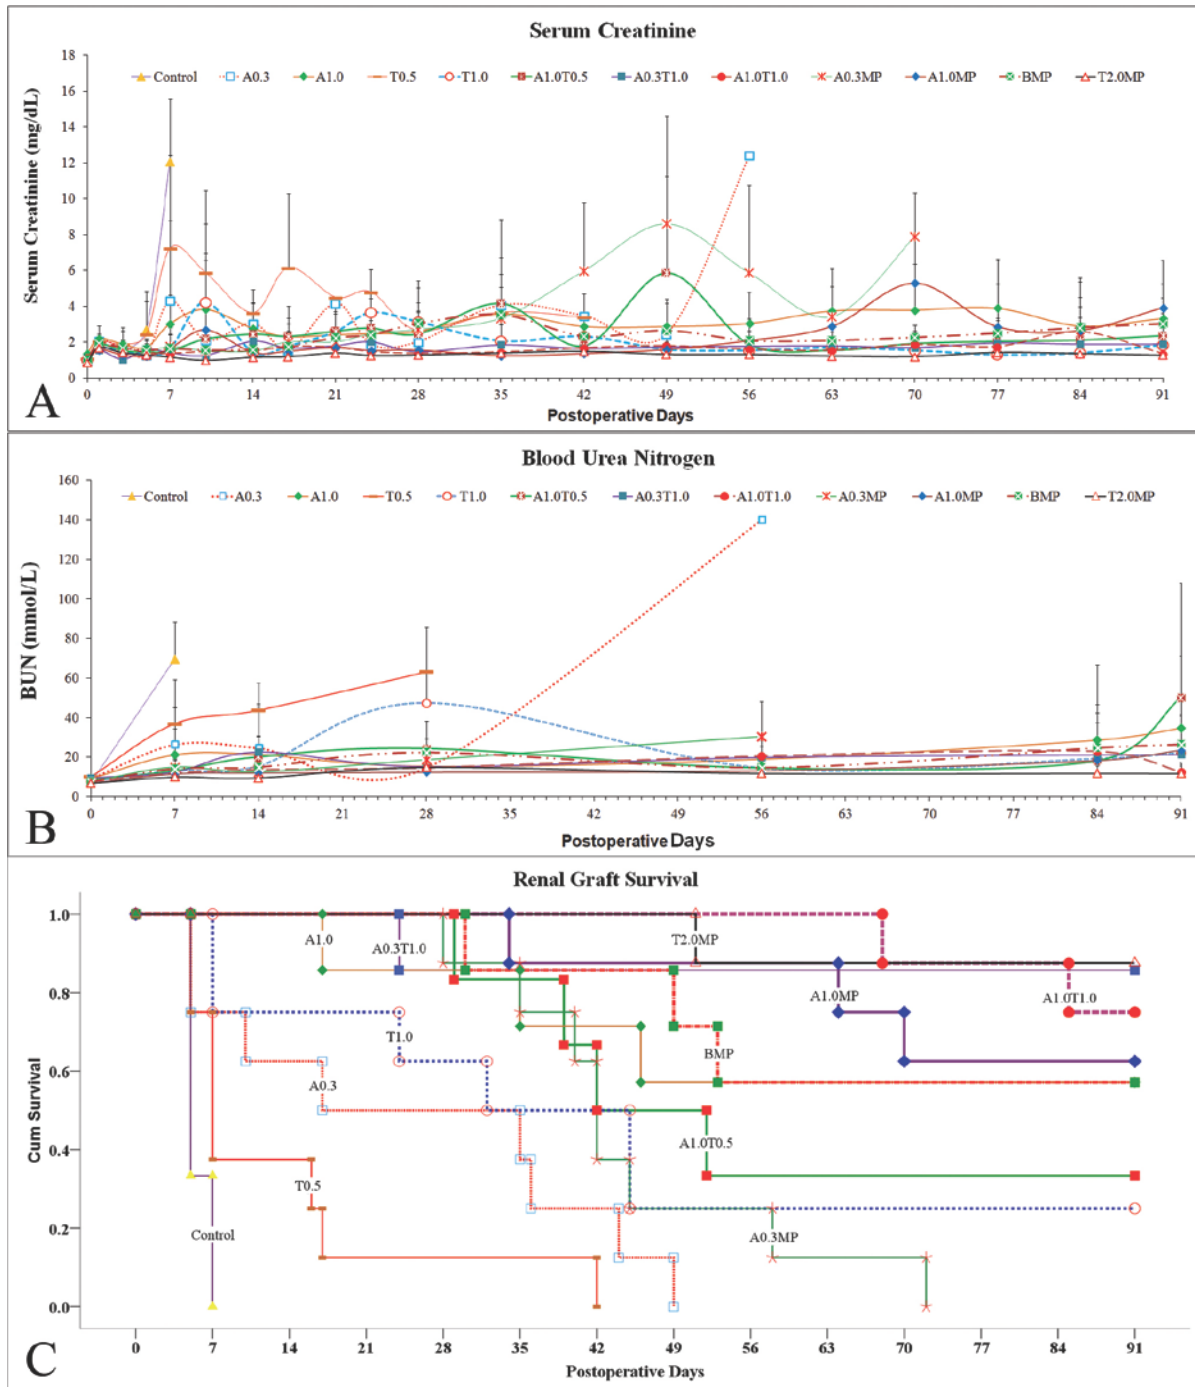 Serum Creatinine
18
Control A0.3 A1.0 T0.5 T1.0 A1.0T0.5 A0.3T1.0 A1.0T1.0 A0.3MP A1.0MP BMP T2.0MP
16
14
12
10
8
6
4
2
0
Serum Creatinine (mg/dL)
0 7 14 21 28 35 42 49 56 63 70 77 84 91
Postoperative Days
A
Blood Urea Nitrogen
160
Control A0.3 A1.0 T0.5 T1.0 A1.0T0.5 A0.3T1.0 A1.0T1.0 A0.3MP A1.0MP BMP T2.0MP
140
120
100
80
60
40
20
0
BUN (mmol/L)
0 7 14 21 28 35 42 49 56 63 70 77 84 91
Postoperative Days
B
Renal Graft Survival
1.0
A1.0
A0.3T1.0
T2.0MP
A1.0MP
A1.0T1.0
0.8
T1.0
BMP
0.6
A0.3
Cum Survival
A1.0T0.5
0.4
T0.5
0.2
Control
A0.3MP
0.0
0 7 14 21 28 35 42 49 56 63 70 77 84 91
Postoperative Days
C